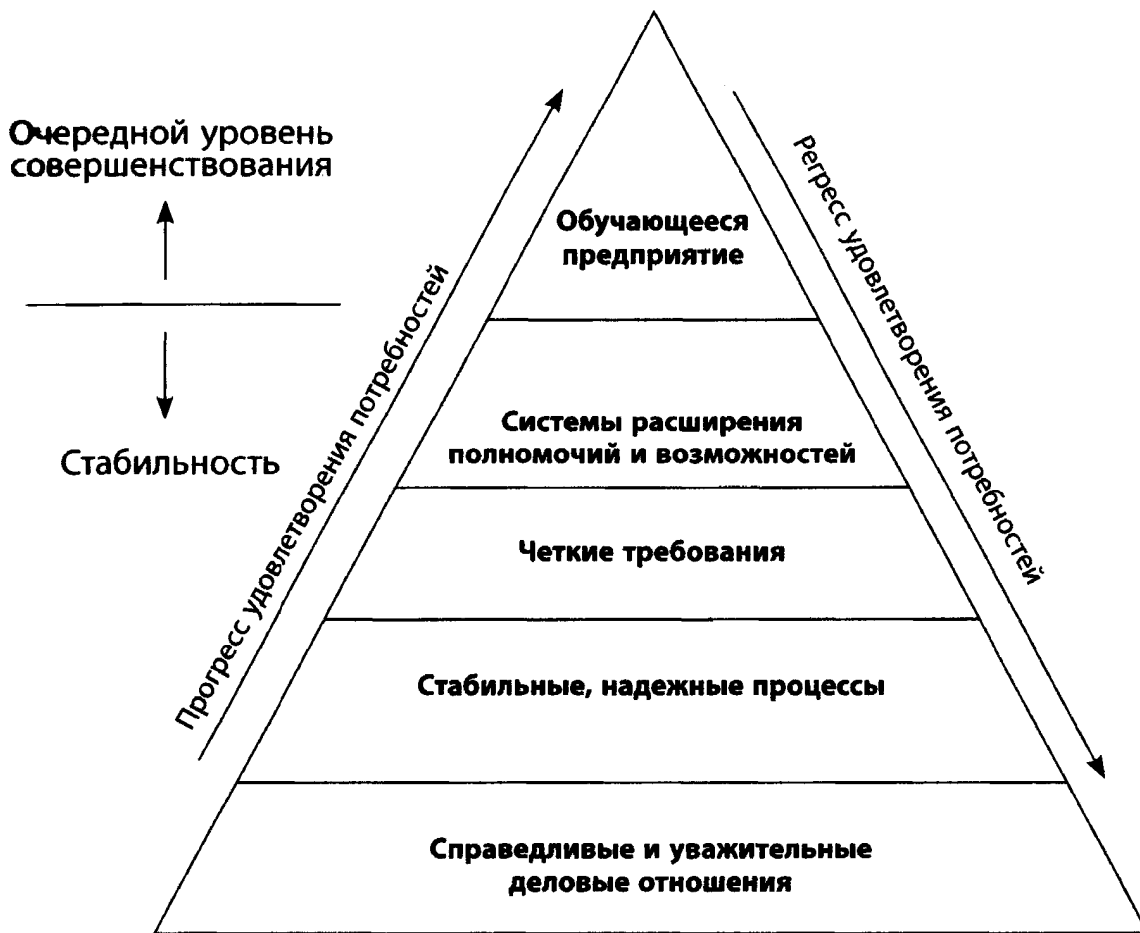 Очередной уровень
совершенствования
Стабильность
Прогресс удовлетворения потребностей
Регресс удовлетворения потребностей
Обучающееся
предприятие
Системы расширения
полномочий и возможностей
Четкие требования
Стабильные, надежные процессы
Справедливые и уважительные
деловые отношения